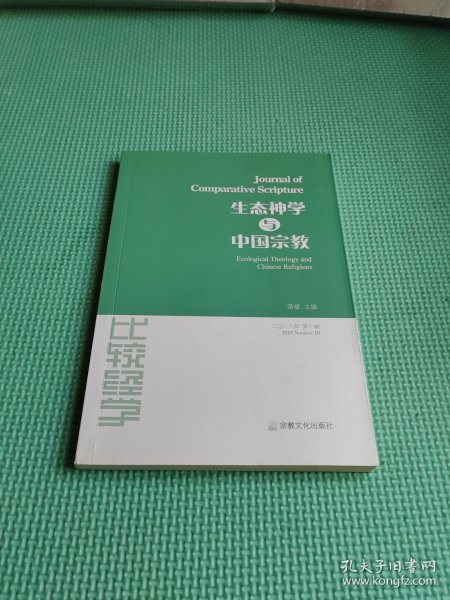 Journal of
Comparative Scripture
生态神学
与
中国宗教
Ecological Theology and
Chinese Religions
游斌 主编
二〇一八年 第十辑
2018 Number 10
比较经学
宗教文化出版社
孔夫子旧书网
www.kongfz.com